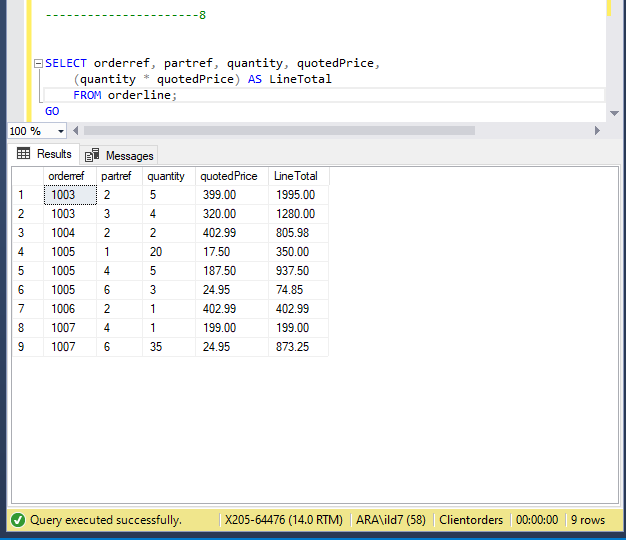 ----------------------8
SELECT orderref, partref, quantity, quotedPrice,
(quantity * quotedPrice) AS LineTotal
FROM orderline;
GO
100 %
Results Messages
orderref partref quantity quotedPrice LineTotal
1 1003 2 5 399.00 1995.00
2 1003 3 4 320.00 1280.00
3 1004 2 2 402.99 805.98
4 1005 1 20 17.50 350.00
5 1005 4 5 187.50 937.50
6 1005 6 3 24.95 74.85
7 1006 2 1 402.99 402.99
8 1007 4 1 199.00 199.00
9 1007 6 35 24.95 873.25
Query executed successfully. X205-64476 (14.0 RTM) ARA\ild7 (58) Clientorders 00:00:00 9 rows